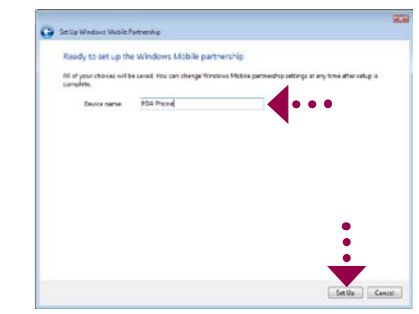 Set Up Windows Mobile Partnership
Ready to set up the Windows Mobile partnership
All of your choices will be saved. You can change Windows Mobile partnership settings at any time after setup is
complete.
Device name PDA Phone
Set Up Cancel